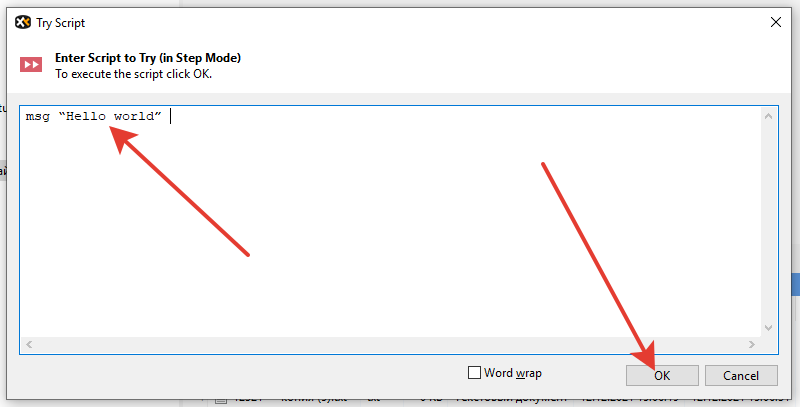 Try Script
Enter Script to Try (in Step Mode)
To execute the script click OK.
msg “Hello world”
Word wrap
OK
Cancel